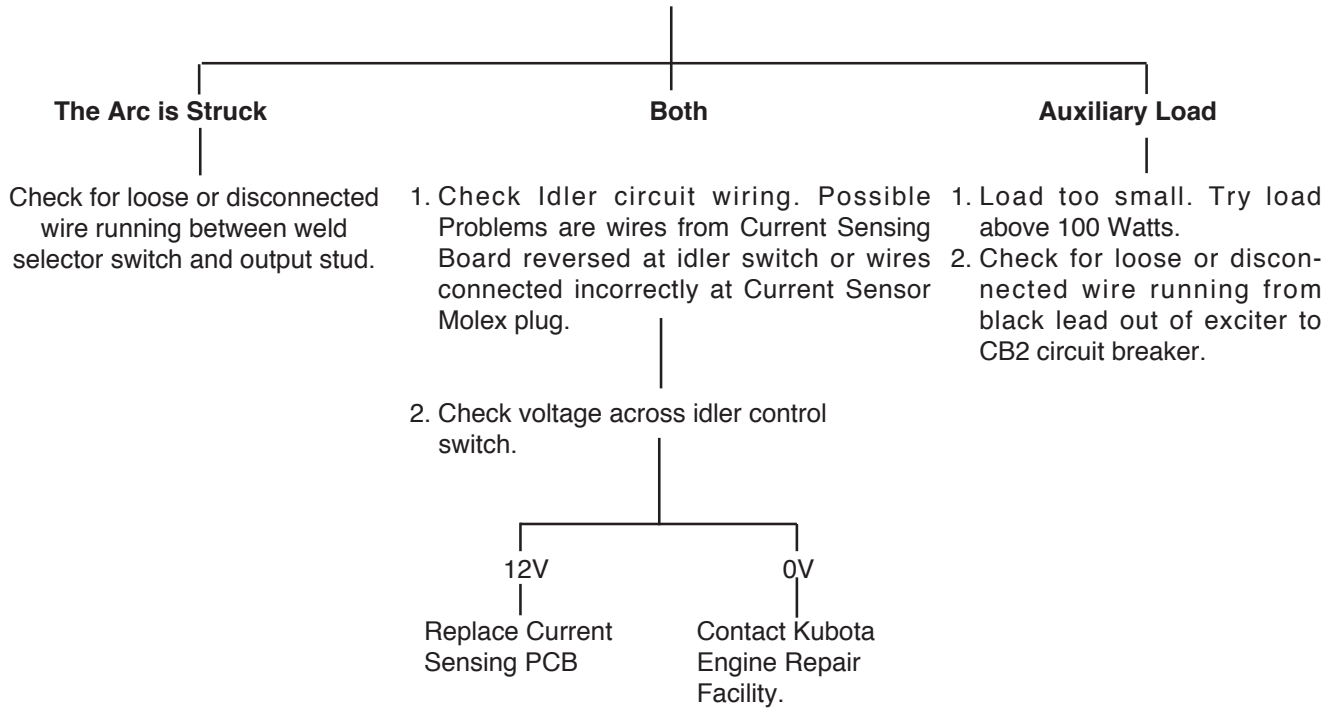 The Arc is Struck
Check for loose or disconnected
wire running between weld
selector switch and output stud.
Both
1. Check Idler circuit wiring. Possible
Problems are wires from Current Sensing
Board reversed at idler switch or wires
connected incorrectly at Current Sensor
Molex plug.
2. Check voltage across idler control
switch.
12V
Replace Current
Sensing PCB
0V
Contact Kubota
Engine Repair
Facility.
Auxiliary Load
1. Load too small. Try load
above 100 Watts.
2. Check for loose or discon-
nected wire running from
black lead out of exciter to
CB2 circuit breaker.